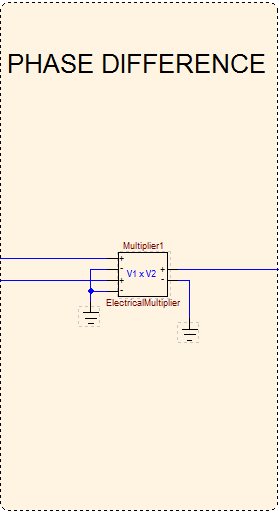 PHASE DIFFERENCE
Multiplier1
+
-
+
-
V1 x V2
+
-
ElectricalMultiplier